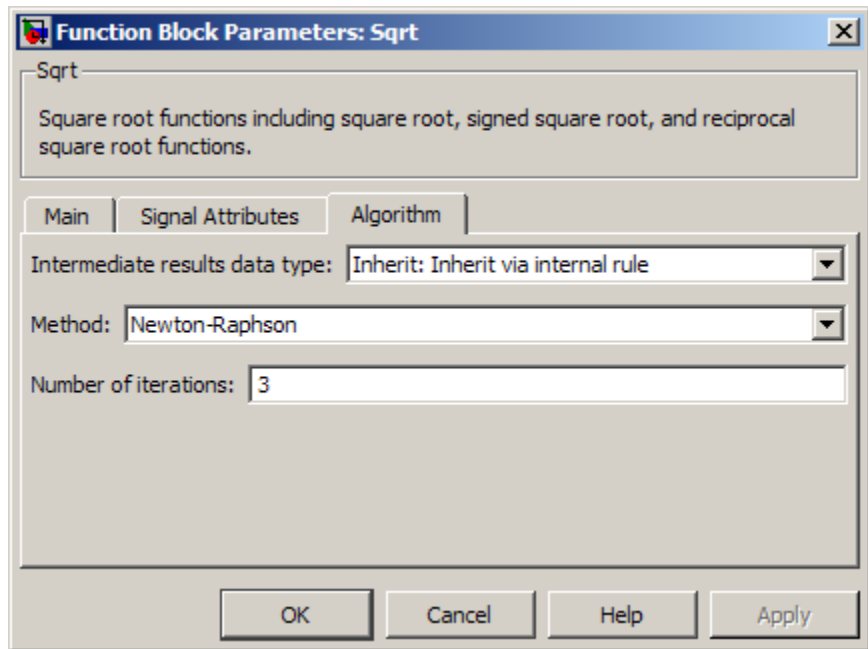 Function Block Parameters: Sqrt
Sqrt
Square root functions including square root, signed square root, and reciprocal
square root functions.
Main Signal Attributes Algorithm
Intermediate results data type: Inherit: Inherit via internal rule
Method: Newton-Raphson
Number of iterations: 3
OK Cancel Help Apply